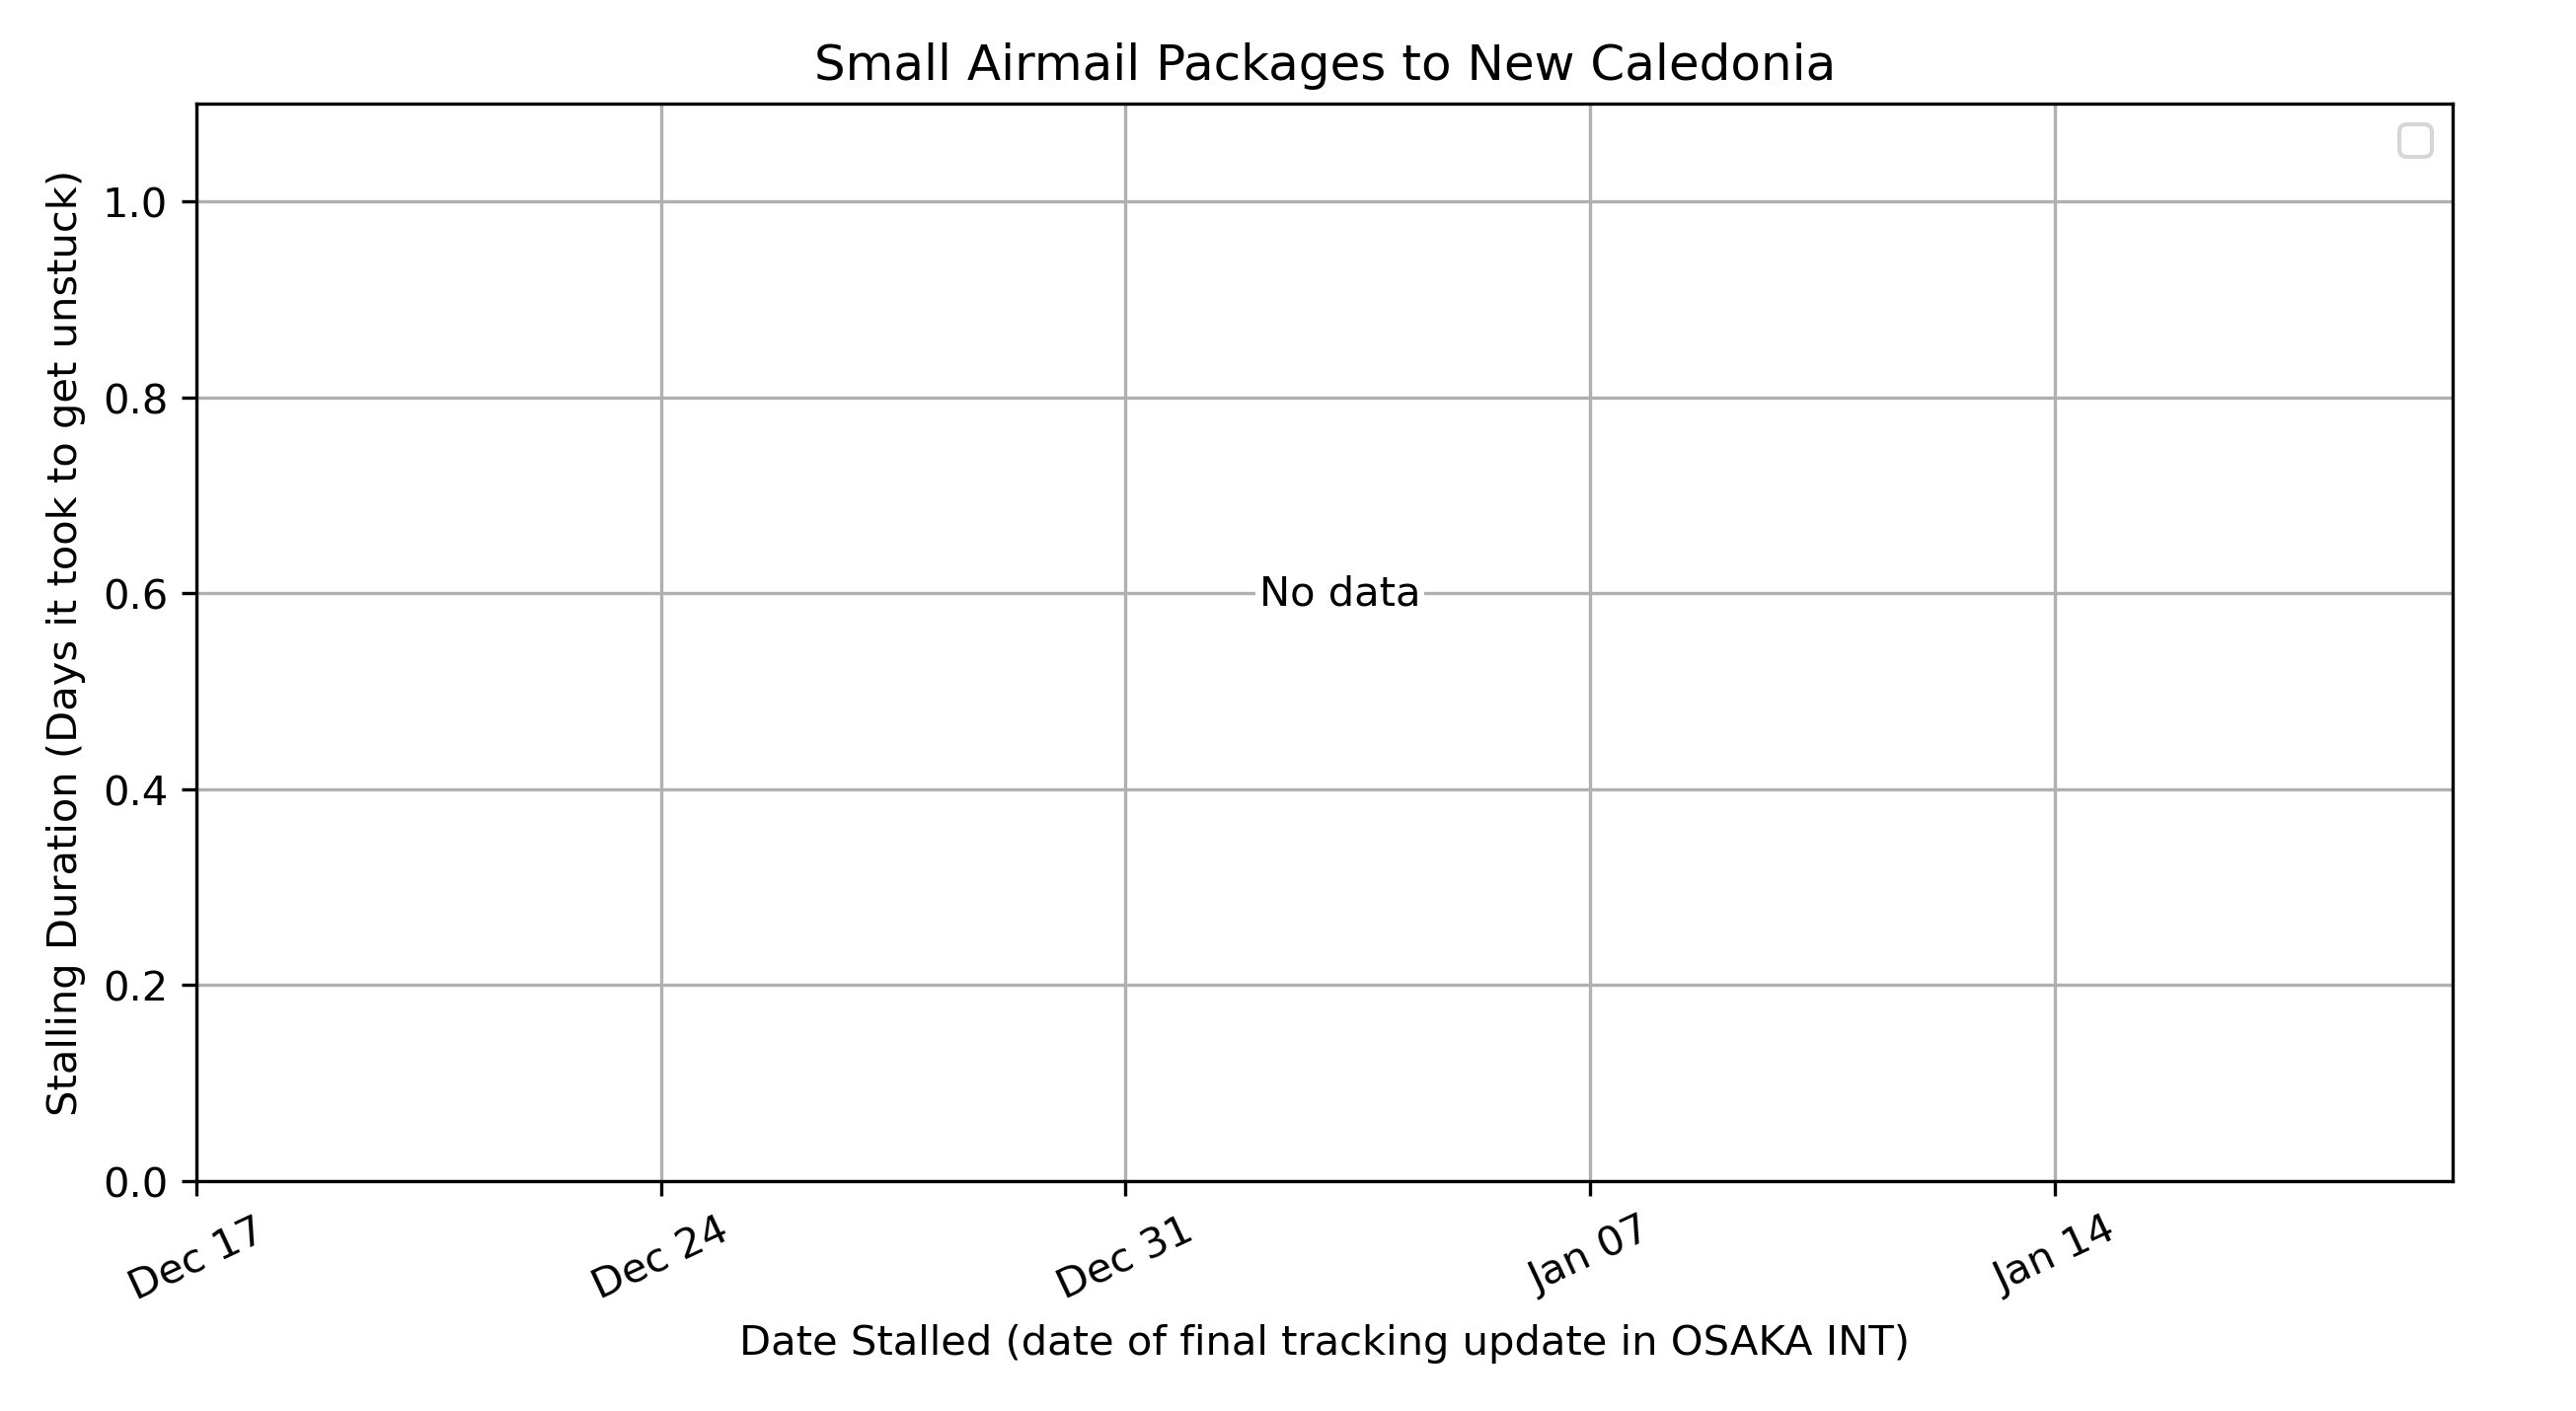 Small Airmail Packages to New Caledonia
Stalling Duration (Days it took to get unstuck)
1.0
0.8
0.6
0.4
0.2
0.0
No data
Dec 17
Dec 24
Dec 31
Jan 07
Jan 14
Date Stalled (date of final tracking update in OSAKA INT)